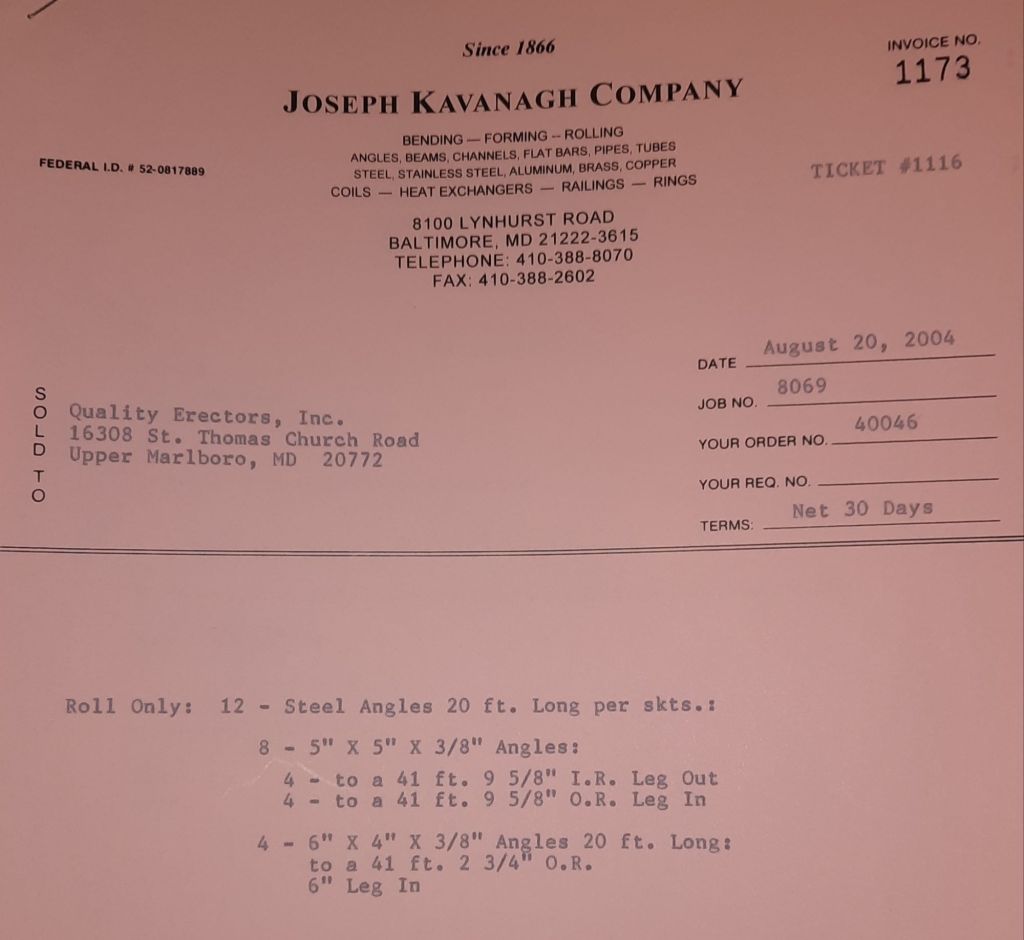 Since 1866
INVOICE NO.
1173
JOSEPH KAVANAGH COMPANY
BENDING — FORMING -- ROLLING
ANGLES, BEAMS, CHANNELS, FLAT BARS, PIPES, TUBES
STEEL, STAINLESS STEEL, ALUMINUM, BRASS, COPPER
COILS — HEAT EXCHANGERS — RAILINGS — RINGS
FEDERAL I.D. # 52-0817889
TICKET #1116
8100 LYNHURST ROAD
BALTIMORE, MD 21222-3615
TELEPHONE: 410-388-8070
FAX: 410-388-2602
DATE August 20, 2004
JOB NO. 8069
YOUR ORDER NO. 40046
YOUR REQ. NO.
TERMS: Net 30 Days
SOLD TO
Quality Erectors, Inc.
16308 St. Thomas Church Road
Upper Marlboro, MD 20772
Roll Only: 12 - Steel Angles 20 ft. Long per skts.:
8 - 5" X 5" X 3/8" Angles:
4 - to a 41 ft. 9 5/8" I.R. Leg Out
4 - to a 41 ft. 9 5/8" O.R. Leg In
4 - 6" X 4" X 3/8" Angles 20 ft. Long:
to a 41 ft. 2 3/4" O.R.
6" Leg In